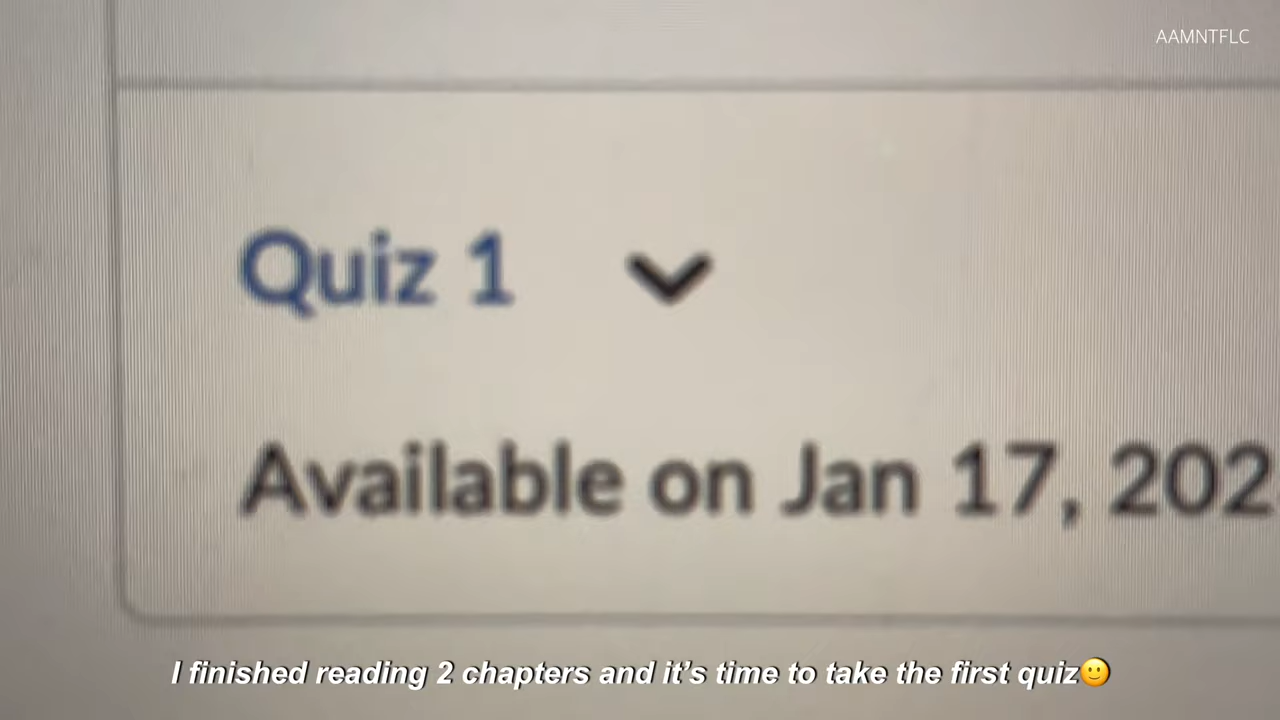 AAMNTFLC
Quiz 1
Available on Jan 17, 202
I finished reading 2 chapters and it’s time to take the first quiz🙂